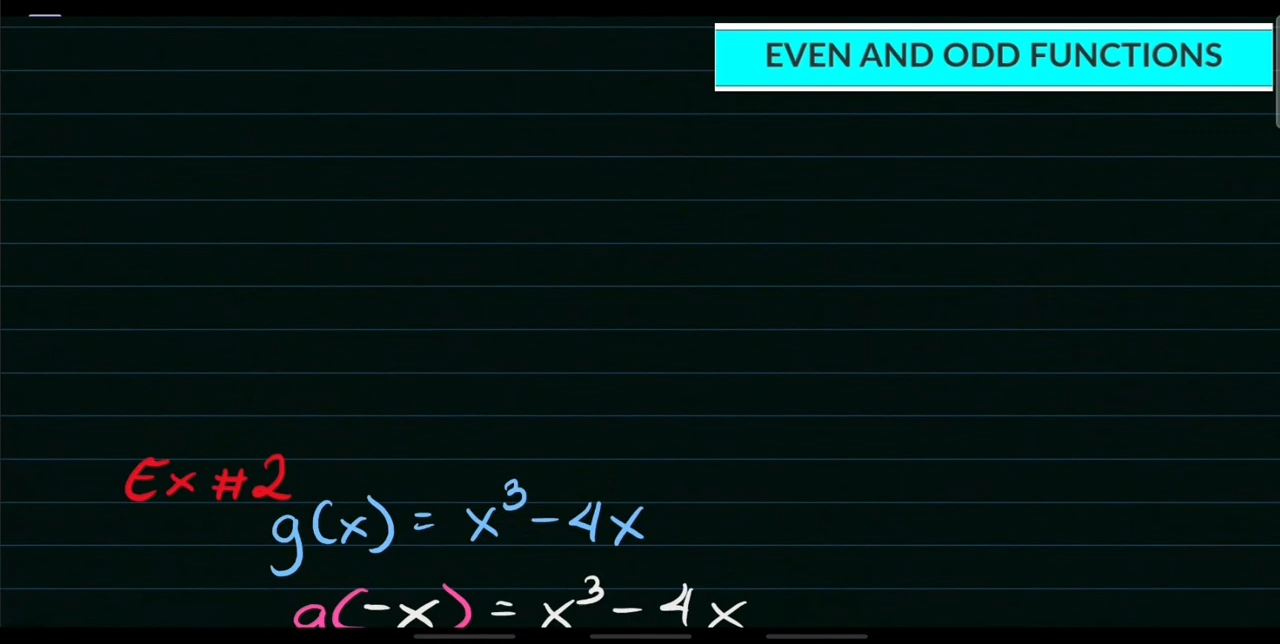 EVEN AND ODD FUNCTIONS
Ex #2
g(x) = x³ - 4x
g(-x) = x³ - 4x